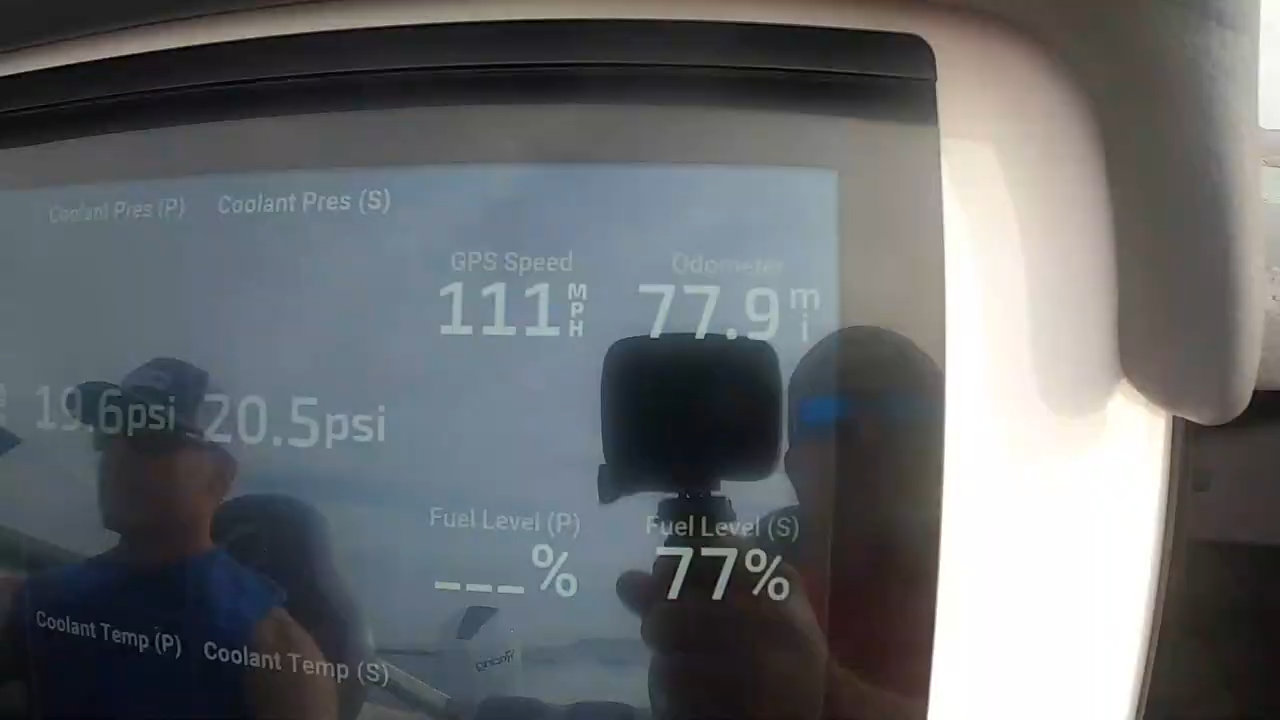 Coolant Pres (P) Coolant Pres (S)
GPS Speed Odometer
111 MPH 77.9 mi
19.6psi 20.5psi
Fuel Level (P) Fuel Level (S)
___% 77%
Coolant Temp (P) Coolant Temp (S)